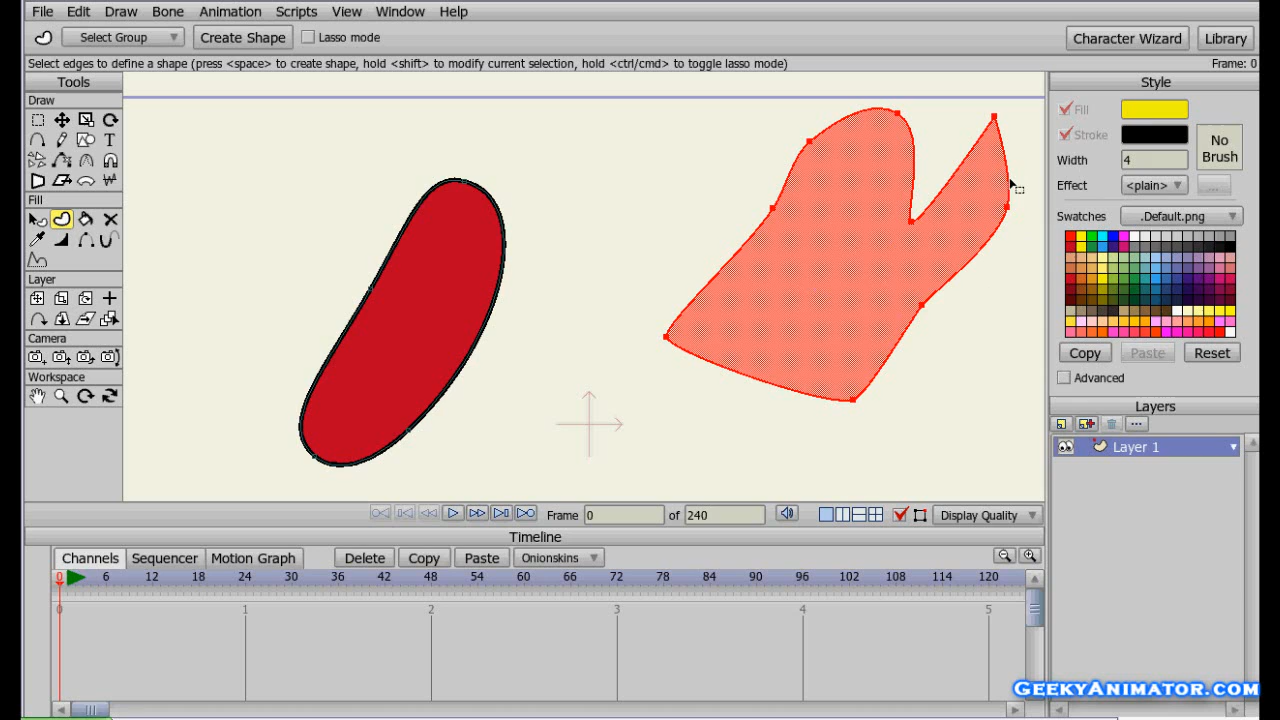 File Edit Draw Bone Animation Scripts View Window Help
Select Group Create Shape Lasso mode Character Wizard Library
Select edges to define a shape (press <space> to create shape, hold <shift> to modify current selection, hold <ctrl/cmd> to toggle lasso mode) Frame: 0
Tools
Draw
T
Fill
Layer
Camera
Workspace
Style
Fill
Stroke
No Brush
Width 4
Effect <plain> ...
Swatches .Default.png
Copy Paste Reset
Advanced
Layers
Layer 1
Frame 0 of 240 Display Quality
Timeline
Channels Sequencer Motion Graph Delete Copy Paste Onionskins
0 6 12 18 24 30 36 42 48 54 60 66 72 78 84 90 96 102 108 114 120
0 1 2 3 4 5
GeekyAnimator.com